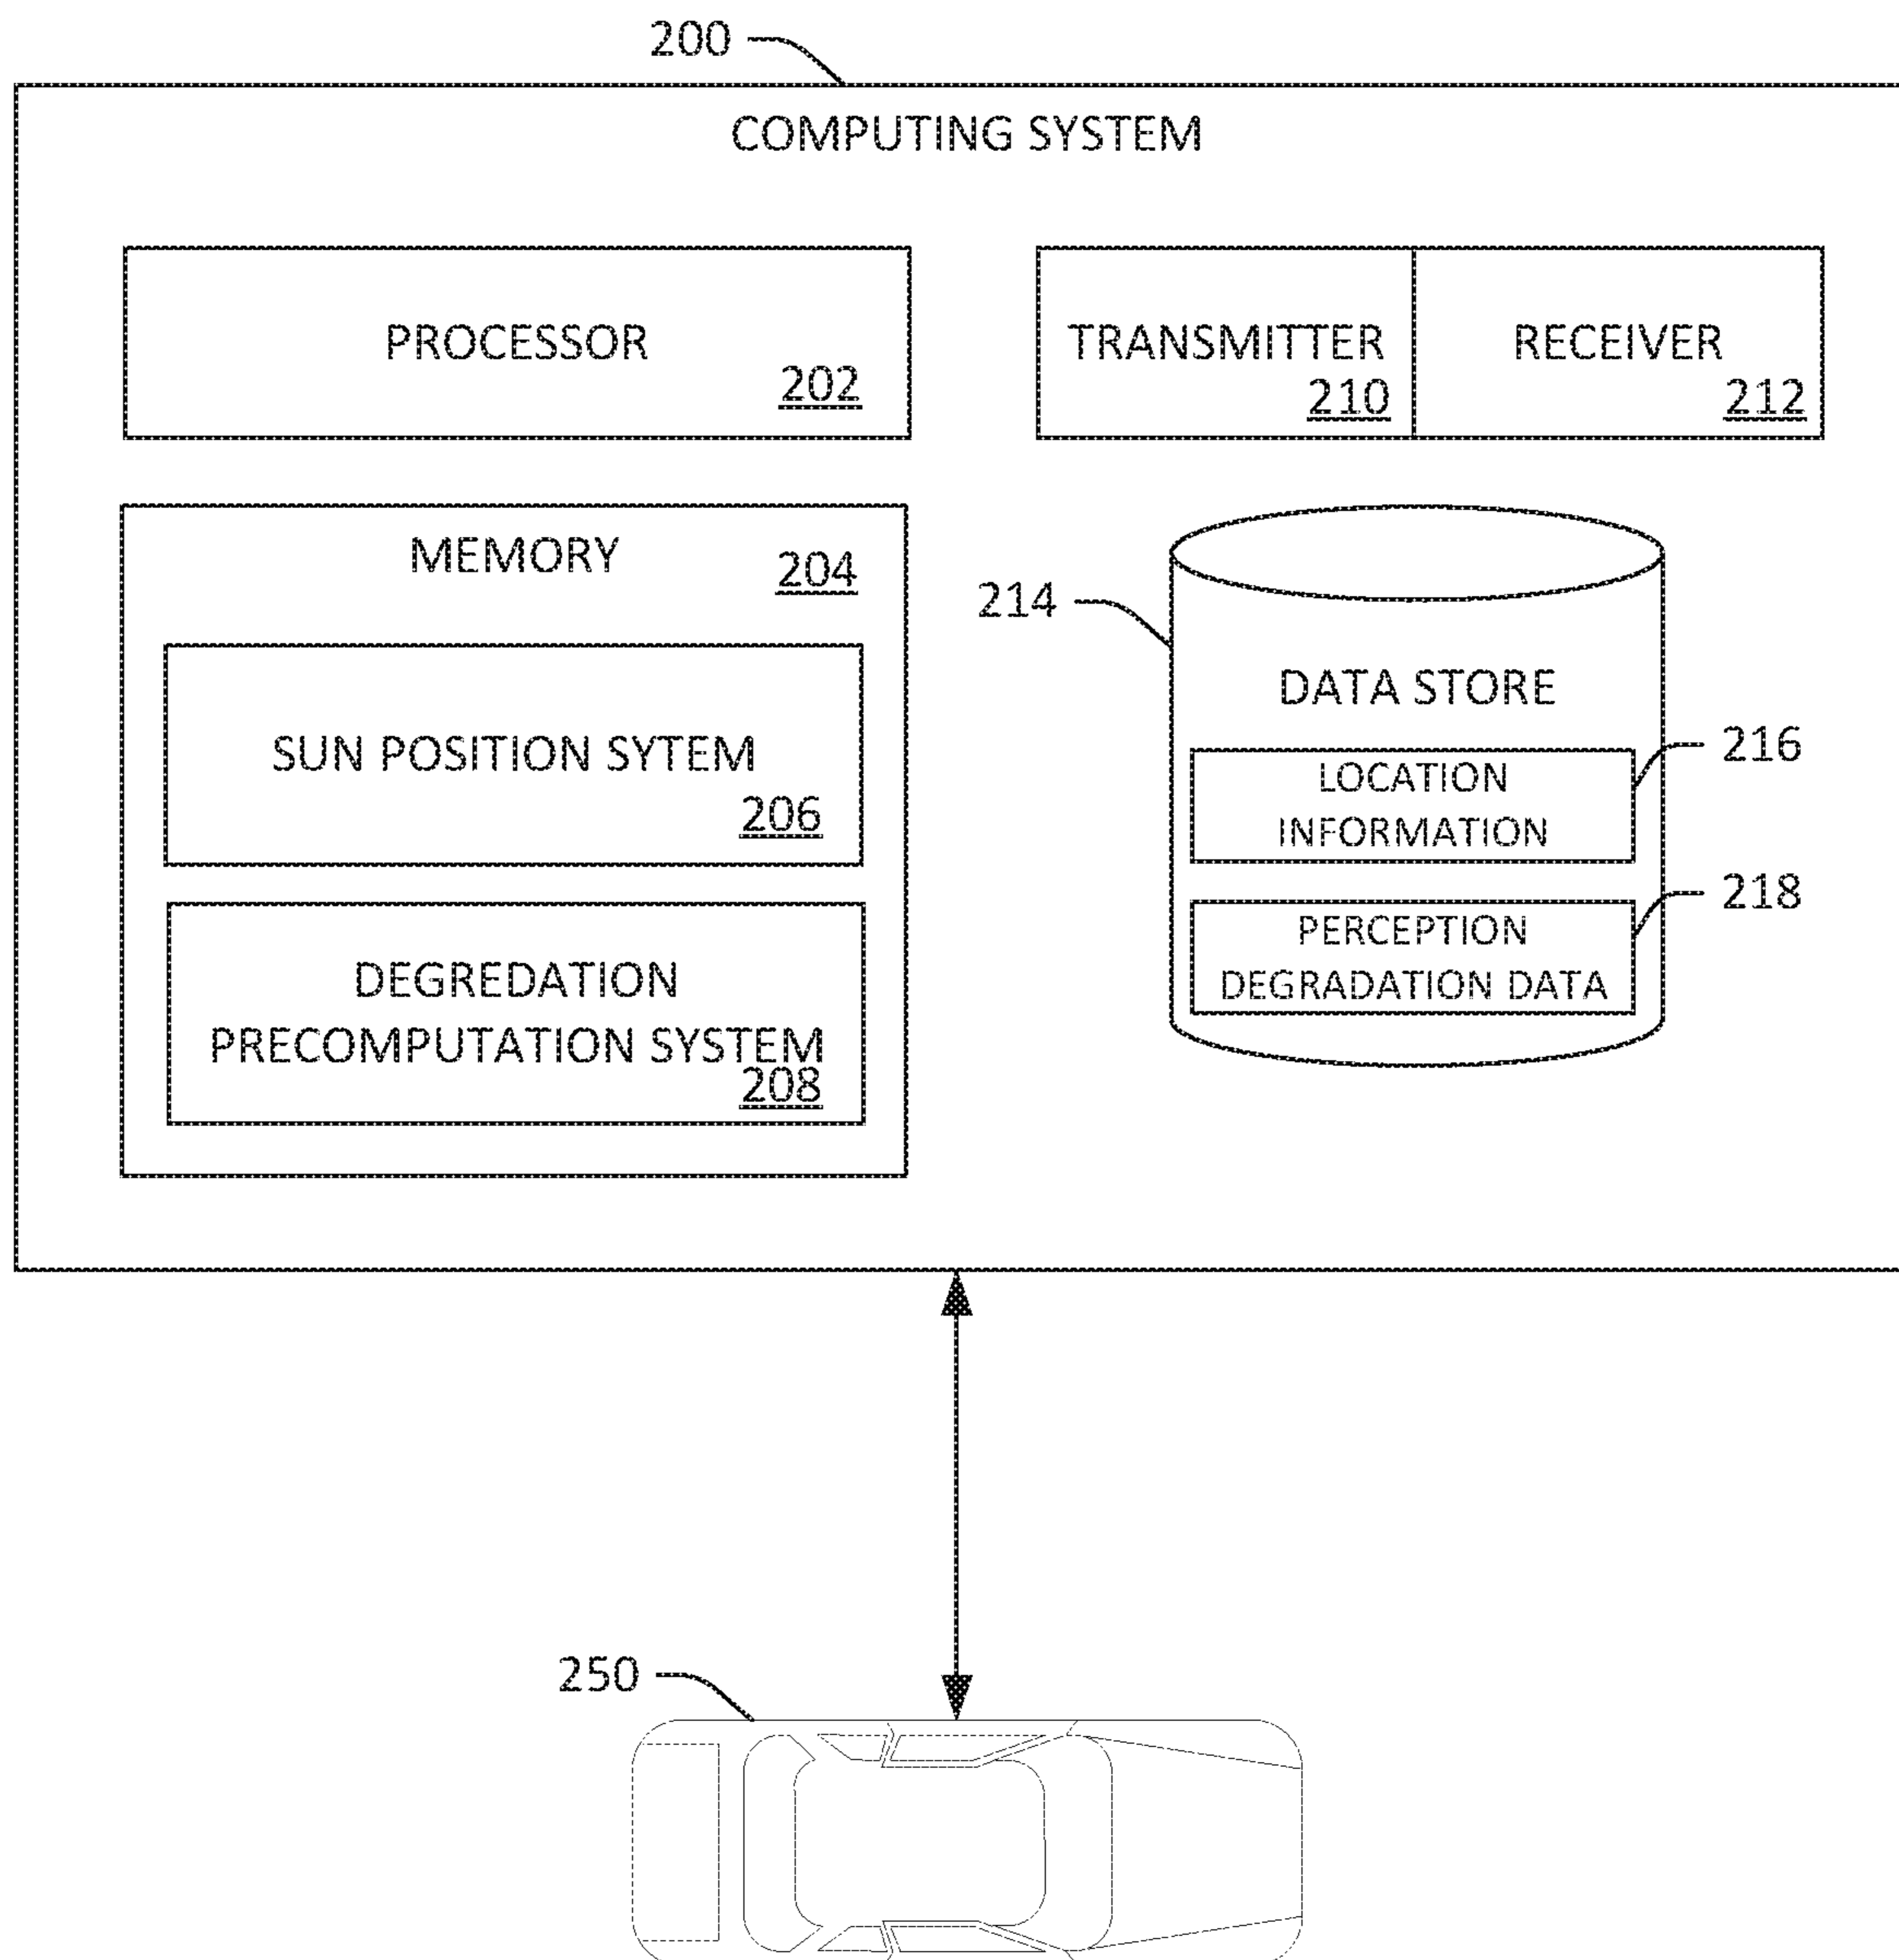 200
COMPUTING SYSTEM
PROCESSOR
202
TRANSMITTER
210
RECEIVER
212
MEMORY
204
SUN POSITION SYTEM
206
DEGREDATION
PRECOMPUTATION SYSTEM
208
214
DATA STORE
LOCATION
INFORMATION
216
PERCEPTION
DEGRADATION DATA
218
250